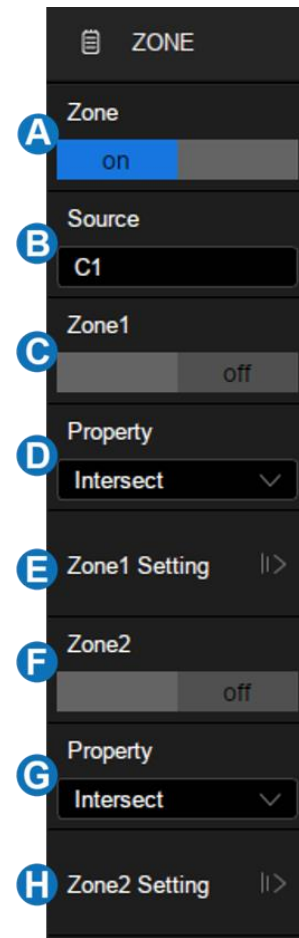 ZONE
A
Zone
on
B
Source
C1
C
Zone1
off
D
Property
Intersect
E
Zone1 Setting
F
Zone2
off
G
Property
Intersect
H
Zone2 Setting